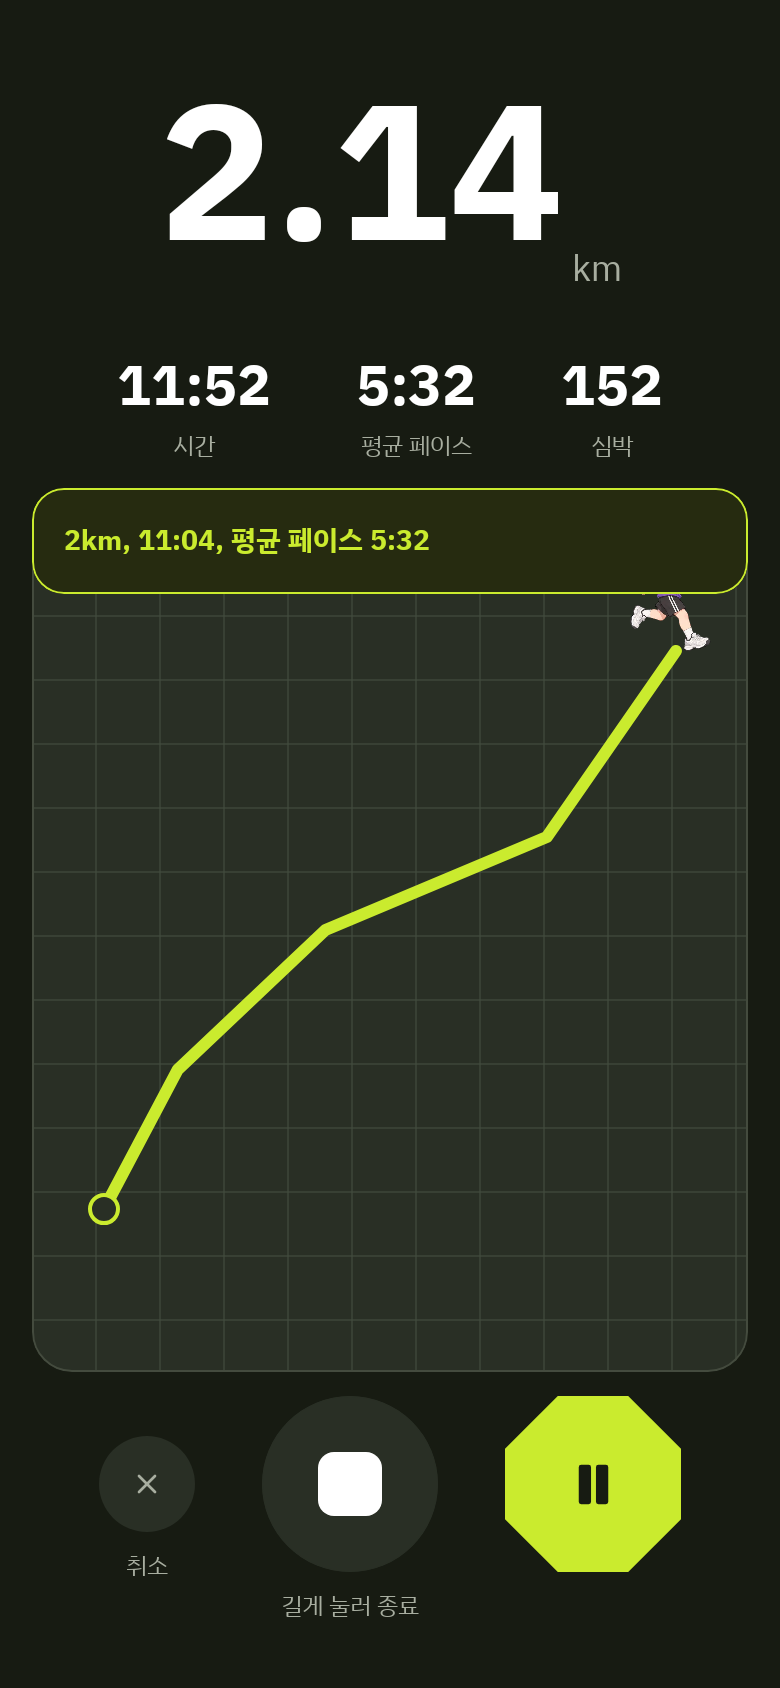 2.14 km
11:52 5:32 152
시간 평균 페이스 심박
2km, 11:04, 평균 페이스 5:32
취소
길게 눌러 종료